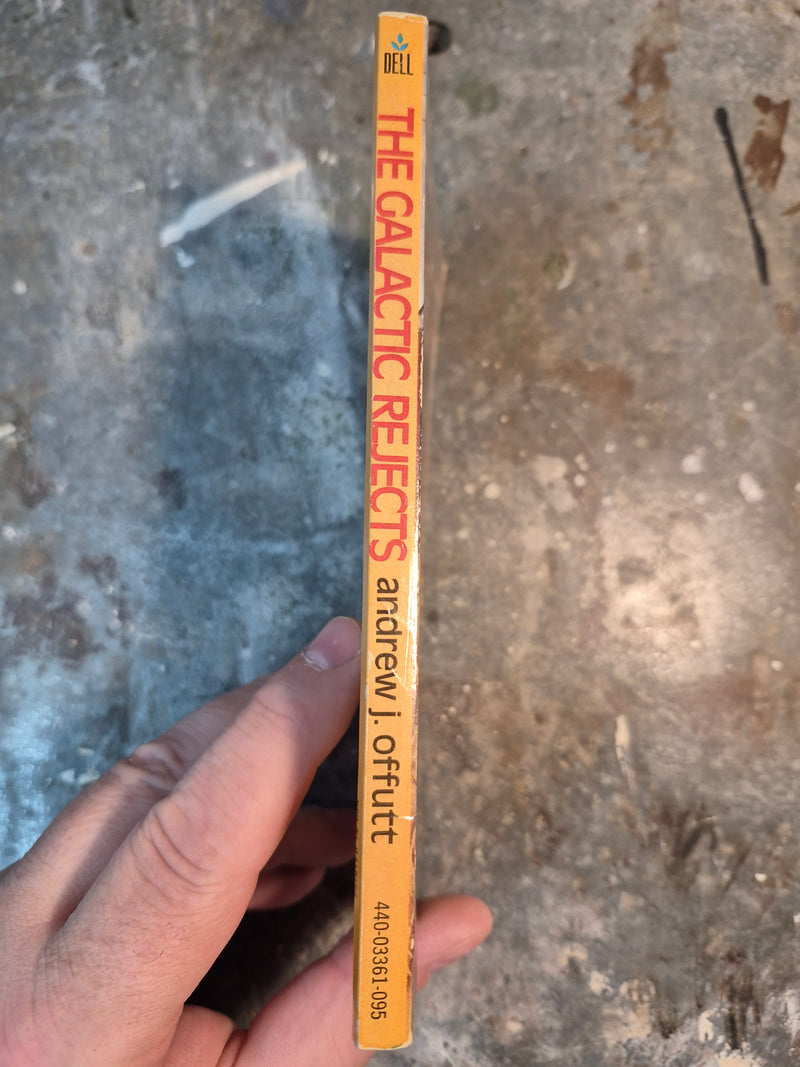 DELL
THE GALACTIC REJECTS
andrew j. offutt
440-03361-095